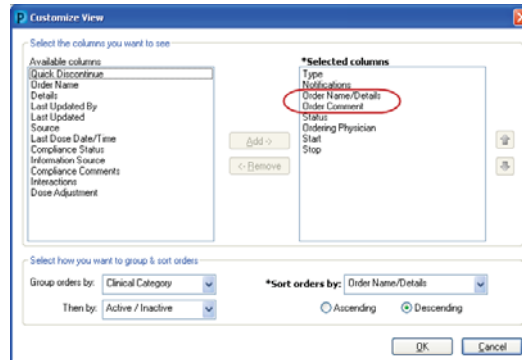 Customize View
Select the columns you want to see
Available columns
Quick Discontinue
Order Name
Details
Last Updated By
Last Updated
Source
Last Dose Date/Time
Compliance Status
Information Source
Compliance Comments
Interactions
Dose Adjustment
Add ->
<- Remove
*Selected columns
Type
Notifications
Order Name/Details
Order Comment
Status
Ordering Physician
Start
Stop
Select how you want to group & sort orders
Group orders by: Clinical Category
*Sort orders by: Order Name/Details
Then by: Active / Inactive
Ascending Descending
OK Cancel